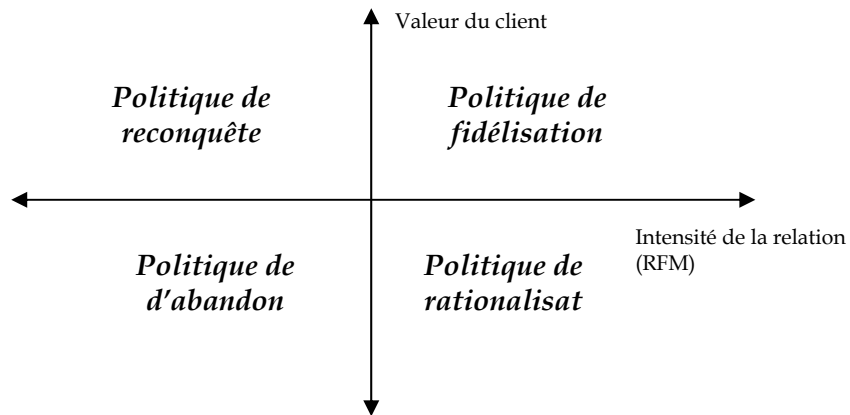 Valeur du client
Politique de
reconquête
Politique de
fidélisation
Intensité de la relation
(RFM)
Politique de
d'abandon
Politique de
rationalisat